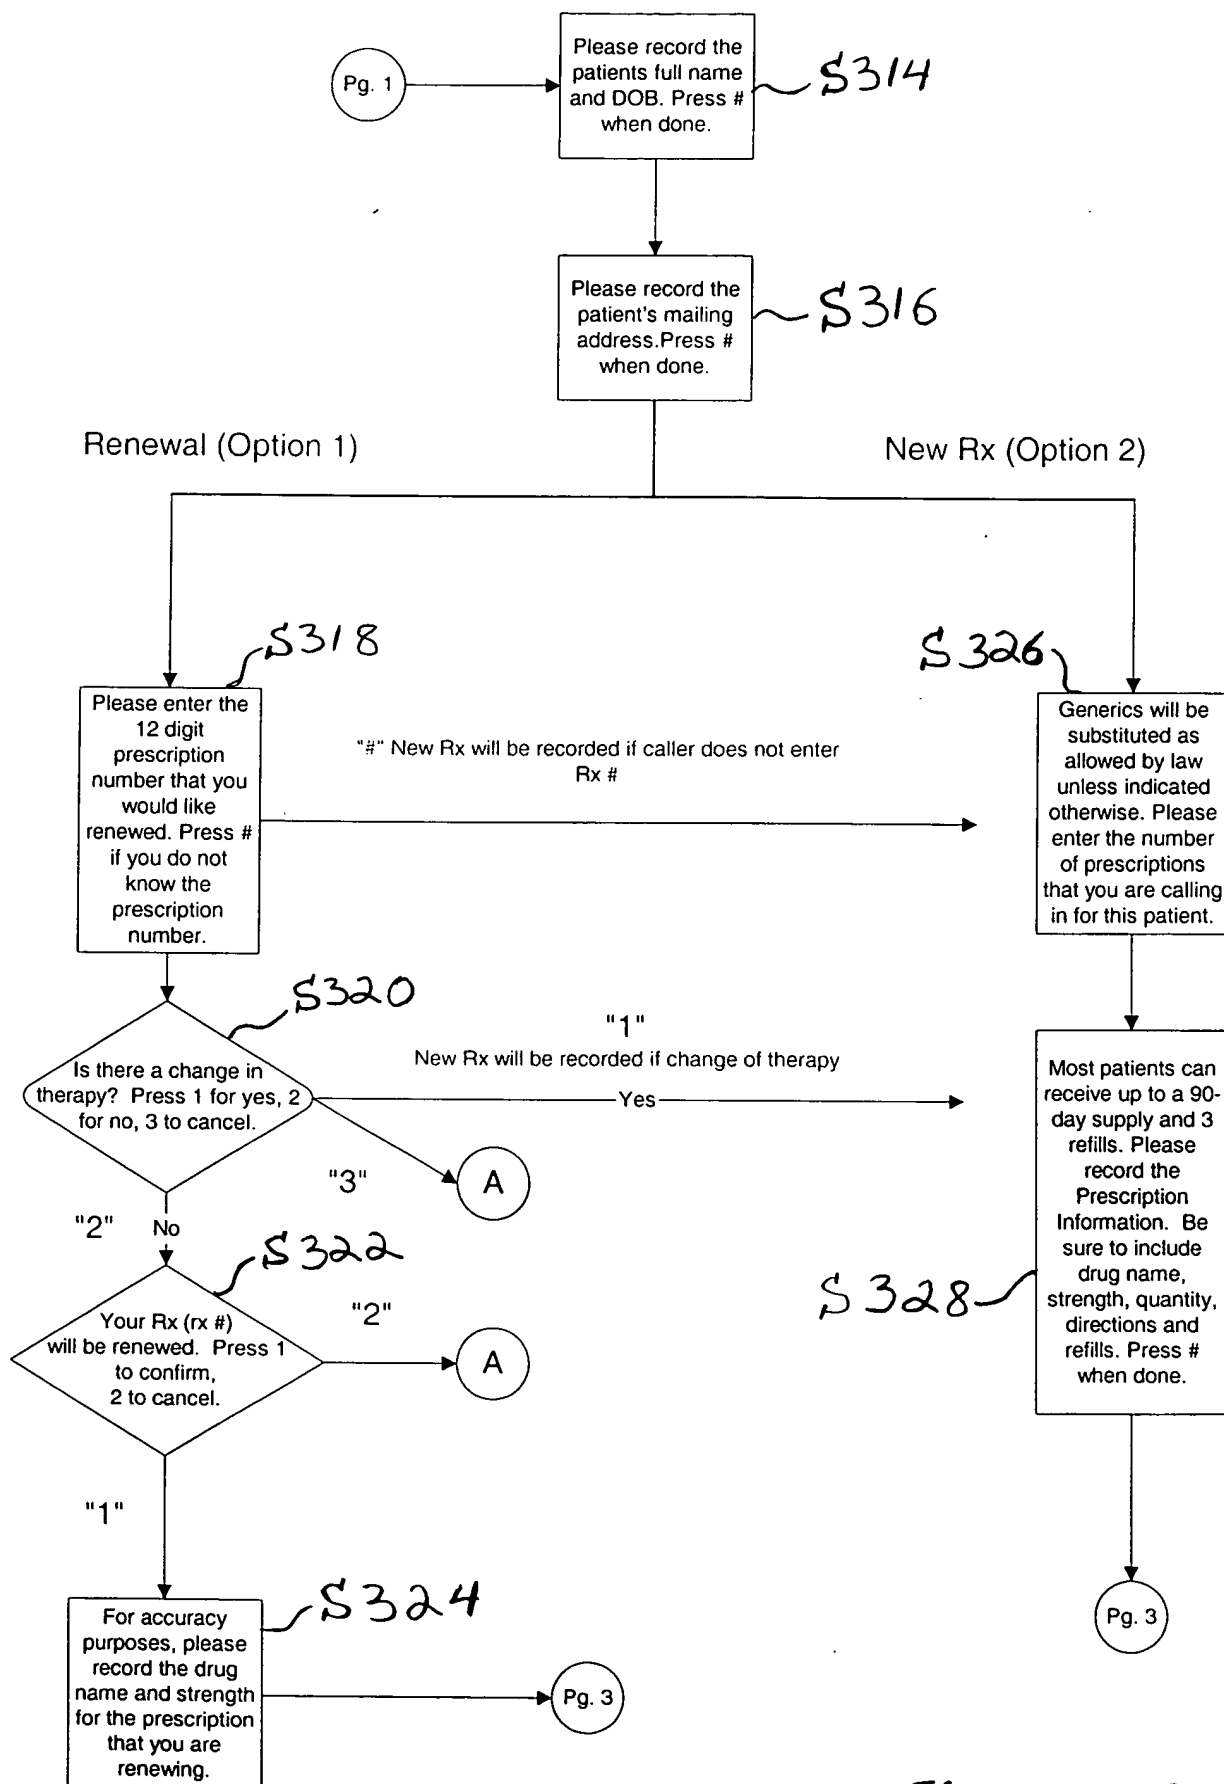 Pg. 1
Please record the
patients full name
and DOB. Press #
when done.
S314
Please record the
patient's mailing
address.Press #
when done.
S316
Renewal (Option 1)
New Rx (Option 2)
S318
Please enter the
12 digit
prescription
number that you
would like
renewed. Press #
if you do not
know the
prescription
number.
"#" New Rx will be recorded if caller does not enter
Rx #
S326
Generics will be
substituted as
allowed by law
unless indicated
otherwise. Please
enter the number
of prescriptions
that you are calling
in for this patient.
S320
Is there a change in
therapy? Press 1 for yes, 2
for no, 3 to cancel.
"1"
New Rx will be recorded if change of therapy
Yes
"3"
A
"2"
No
S322
Your Rx (rx #)
will be renewed. Press 1
to confirm,
2 to cancel.
"2"
A
S328
Most patients can
receive up to a 90-
day supply and 3
refills. Please
record the
Prescription
Information. Be
sure to include
drug name,
strength, quantity,
directions and
refills. Press #
when done.
Pg. 3
"1"
S324
For accuracy
purposes, please
record the drug
name and strength
for the prescription
that you are
renewing.
Pg. 3